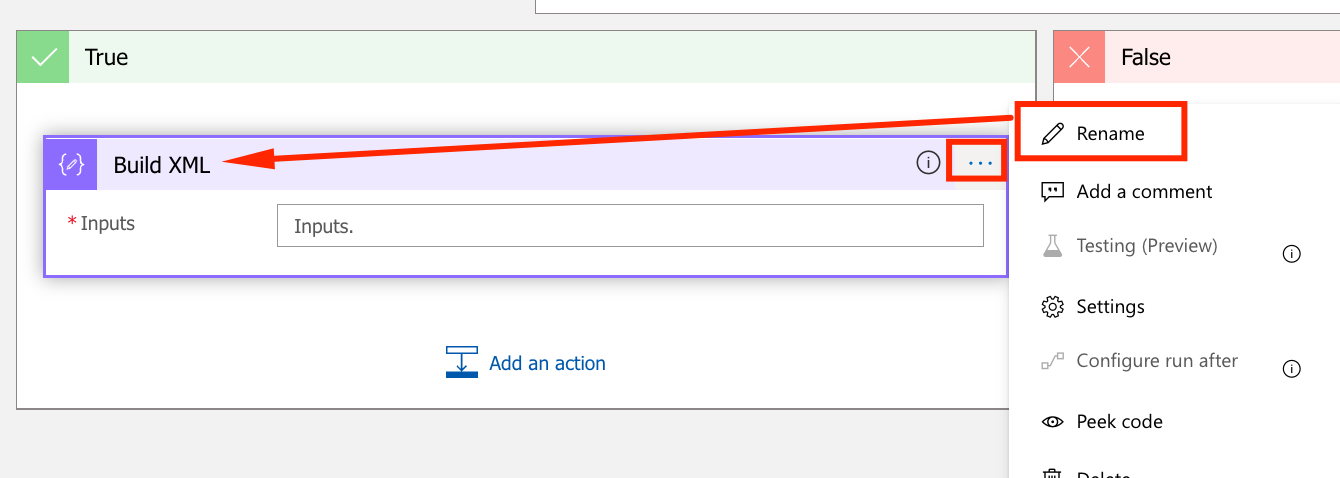 True
False
Build XML
...
* Inputs
Inputs.
Add an action
Rename
Add a comment
Testing (Preview)
Settings
Configure run after
Peek code
Delete